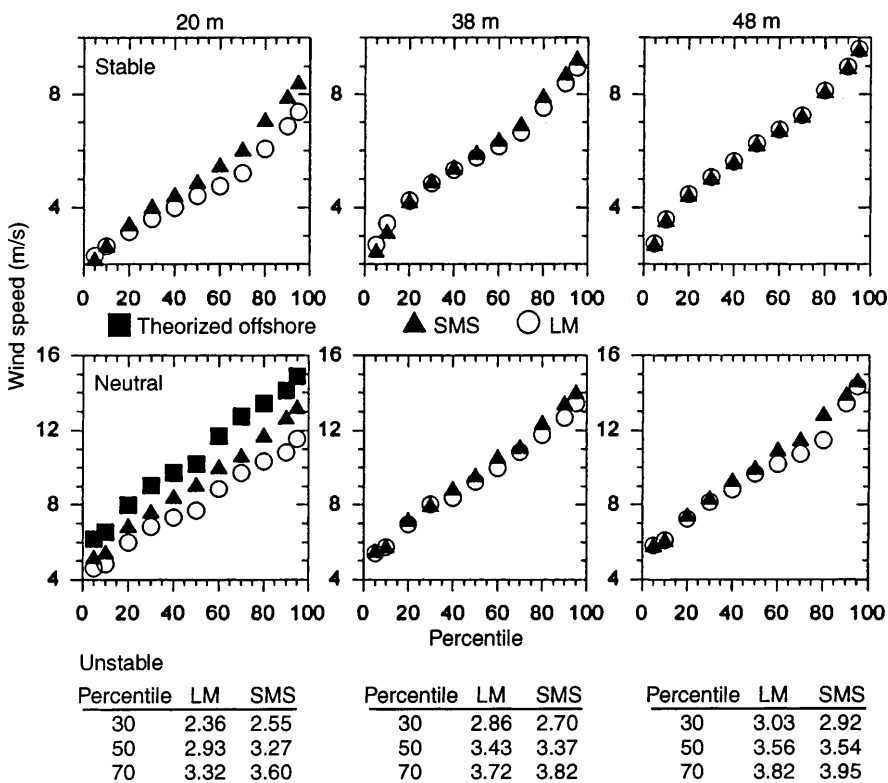 20 m 38 m 48 m
Stable
8 8 8
4 4 4
0 20 40 60 80 100 0 20 40 60 80 100 0 20 40 60 80 100
Wind speed (m/s)
Theorized offshore SMS LM
16 16 16
Neutral
12 12 12
8 8 8
4 4 4
0 20 40 60 80 100 0 20 40 60 80 100 0 20 40 60 80 100
Percentile
Unstable
Percentile LM SMS Percentile LM SMS Percentile LM SMS
30 2.36 2.55 30 2.86 2.70 30 3.03 2.92
50 2.93 3.27 50 3.43 3.37 50 3.56 3.54
70 3.32 3.60 70 3.72 3.82 70 3.82 3.95